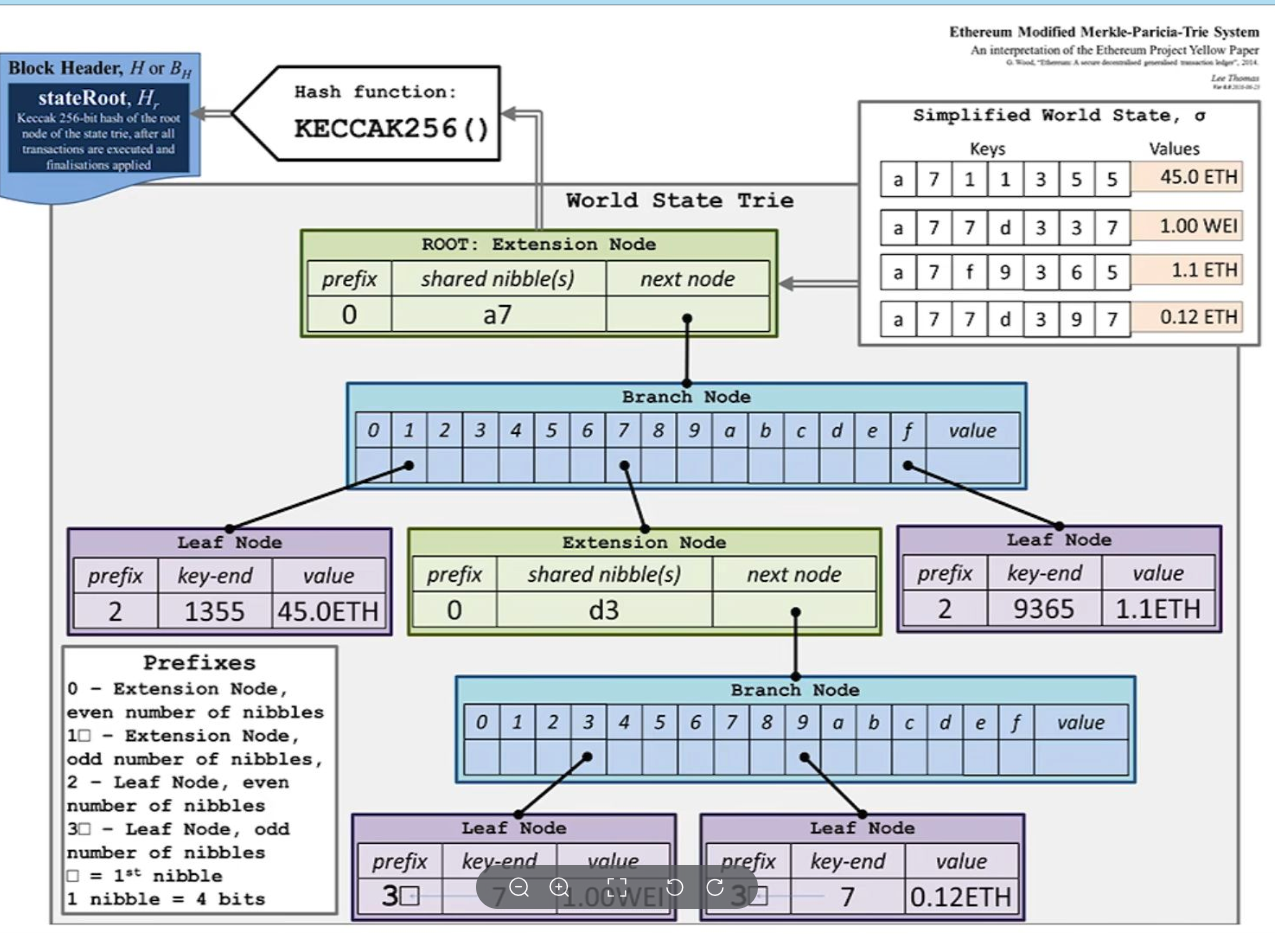 Ethereum Modified Merkle-Paricia-Trie System
An interpretation of the Ethereum Project Yellow Paper
G. Wood, "Ethereum: A secure decentralised generalised transaction ledger", 2014.
Lee Thomas
Block Header, H or B_H
stateRoot, H_r
Keccak 256-bit hash of the root
node of the state trie, after all
transactions are executed and
finalisations applied
Hash function:
KECCAK256()
Simplified World State, σ
Keys Values
a 7 1 1 3 5 5 45.0 ETH
a 7 7 d 3 3 7 1.00 WEI
a 7 f 9 3 6 5 1.1 ETH
a 7 7 d 3 9 7 0.12 ETH
World State Trie
ROOT: Extension Node
prefix shared nibble(s) next node
0 a7
Branch Node
0 1 2 3 4 5 6 7 8 9 a b c d e f value
Leaf Node
prefix key-end value
2 1355 45.0ETH
Extension Node
prefix shared nibble(s) next node
0 d3
Leaf Node
prefix key-end value
2 9365 1.1ETH
Branch Node
0 1 2 3 4 5 6 7 8 9 a b c d e f value
Leaf Node
prefix key-end value
3□ 7 1.00WEI
Leaf Node
prefix key-end value
3□ 7 0.12ETH
Prefixes
0 – Extension Node,
even number of nibbles
1□ – Extension Node,
odd number of nibbles,
2 – Leaf Node, even
number of nibbles
3□ – Leaf Node, odd
number of nibbles
□ = 1st nibble
1 nibble = 4 bits